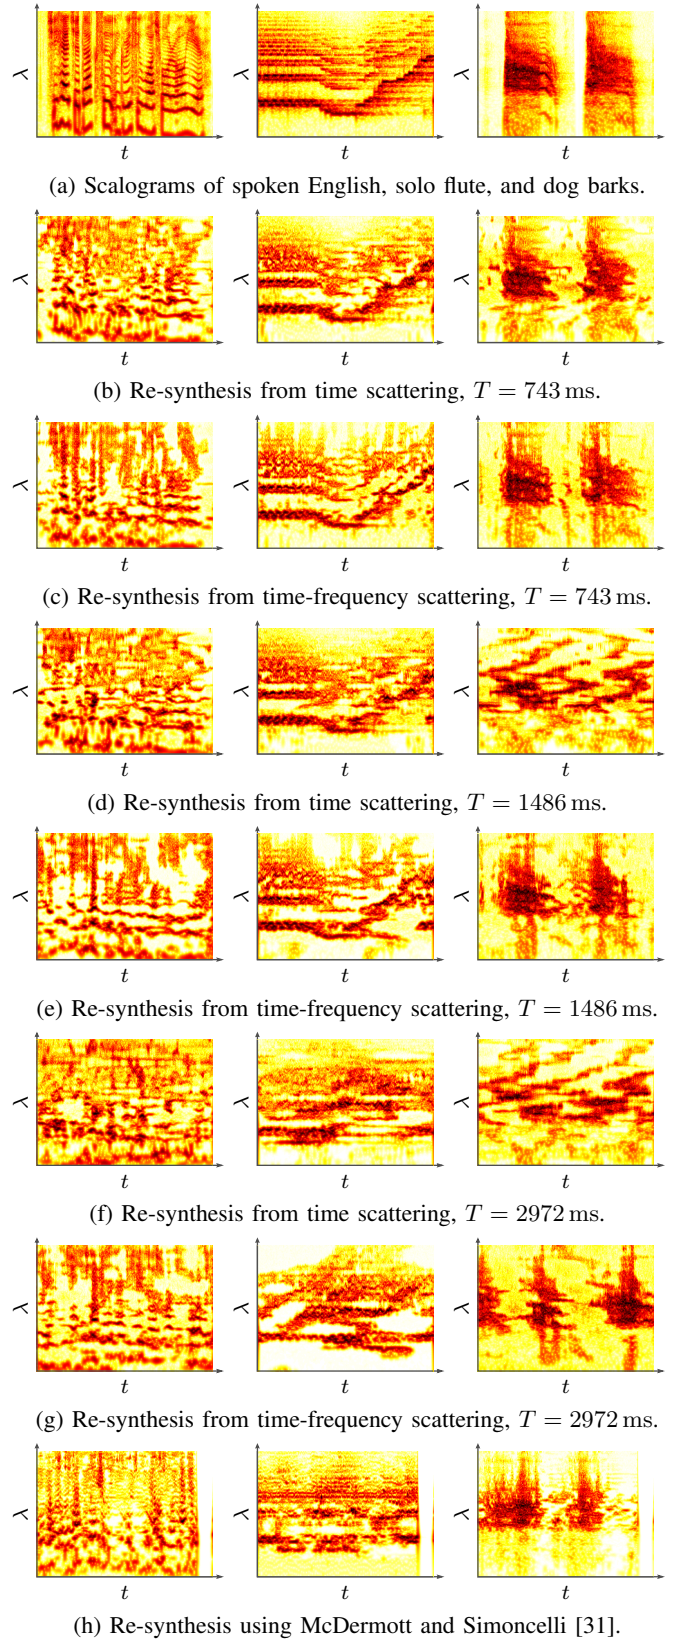 λ λ λ
t t t
(a) Scalograms of spoken English, solo flute, and dog barks.
λ λ λ
t t t
(b) Re-synthesis from time scattering, T = 743 ms.
λ λ λ
t t t
(c) Re-synthesis from time-frequency scattering, T = 743 ms.
λ λ λ
t t t
(d) Re-synthesis from time scattering, T = 1486 ms.
λ λ λ
t t t
(e) Re-synthesis from time-frequency scattering, T = 1486 ms.
λ λ λ
t t t
(f) Re-synthesis from time scattering, T = 2972 ms.
λ λ λ
t t t
(g) Re-synthesis from time-frequency scattering, T = 2972 ms.
λ λ λ
t t t
(h) Re-synthesis using McDermott and Simoncelli [31].